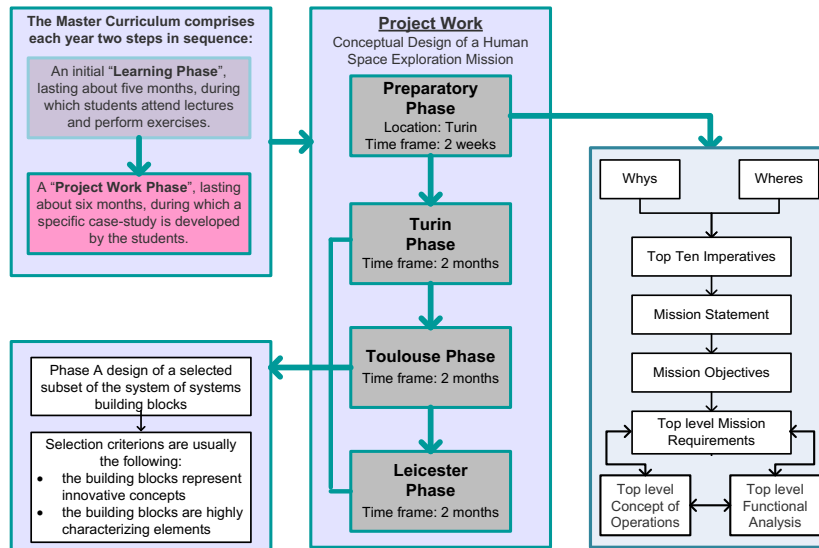 The Master Curriculum comprises
each year two steps in sequence:
An initial “Learning Phase”,
lasting about five months, during
which students attend lectures
and perform exercises.
A “Project Work Phase”, lasting
about six months, during which a
specific case-study is developed
by the students.
Project Work
Conceptual Design of a Human
Space Exploration Mission
Preparatory
Phase
Location: Turin
Time frame: 2 weeks
Turin
Phase
Time frame: 2 months
Toulouse Phase
Time frame: 2 months
Leicester
Phase
Time frame: 2 months
Phase A design of a selected
subset of the system of systems
building blocks
Selection criterions are usually
the following:
• the building blocks represent
innovative concepts
• the building blocks are highly
characterizing elements
Whys
Wheres
Top Ten Imperatives
Mission Statement
Mission Objectives
Top level Mission
Requirements
Top level
Concept of
Operations
Top level
Functional
Analysis